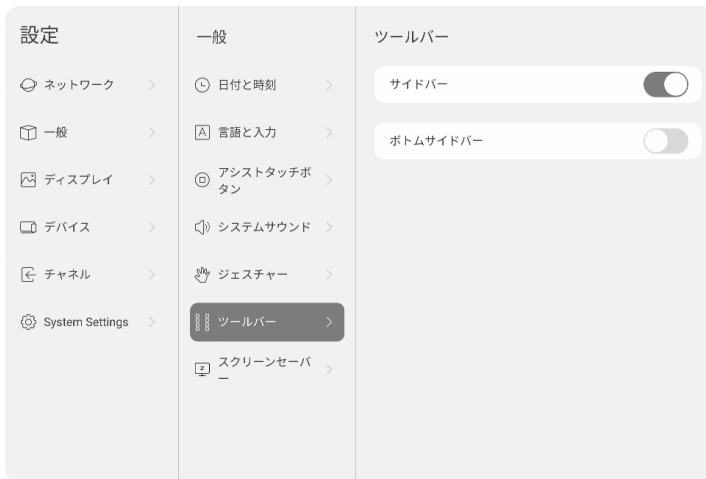 設定
ネットワーク
一般
ディスプレイ
デバイス
チャネル
System Settings
一般
日付と時刻
A 言語と入力
アシストタッチボ
タン
システムサウンド
ジェスチャー
ツールバー
z スクリーンセーバ
ー
ツールバー
サイドバー
ボトムサイドバー